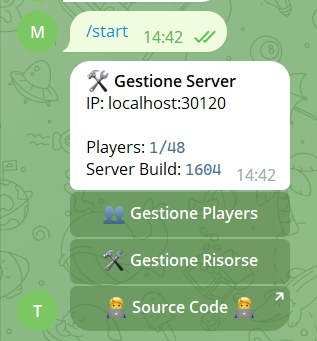 M
/start 14:42
🛠 Gestione Server
IP: localhost:30120
Players: 1/48
Server Build: 1604 14:42
👥 Gestione Players
🛠 Gestione Risorse
T
👨‍💻 Source Code 👨‍💻